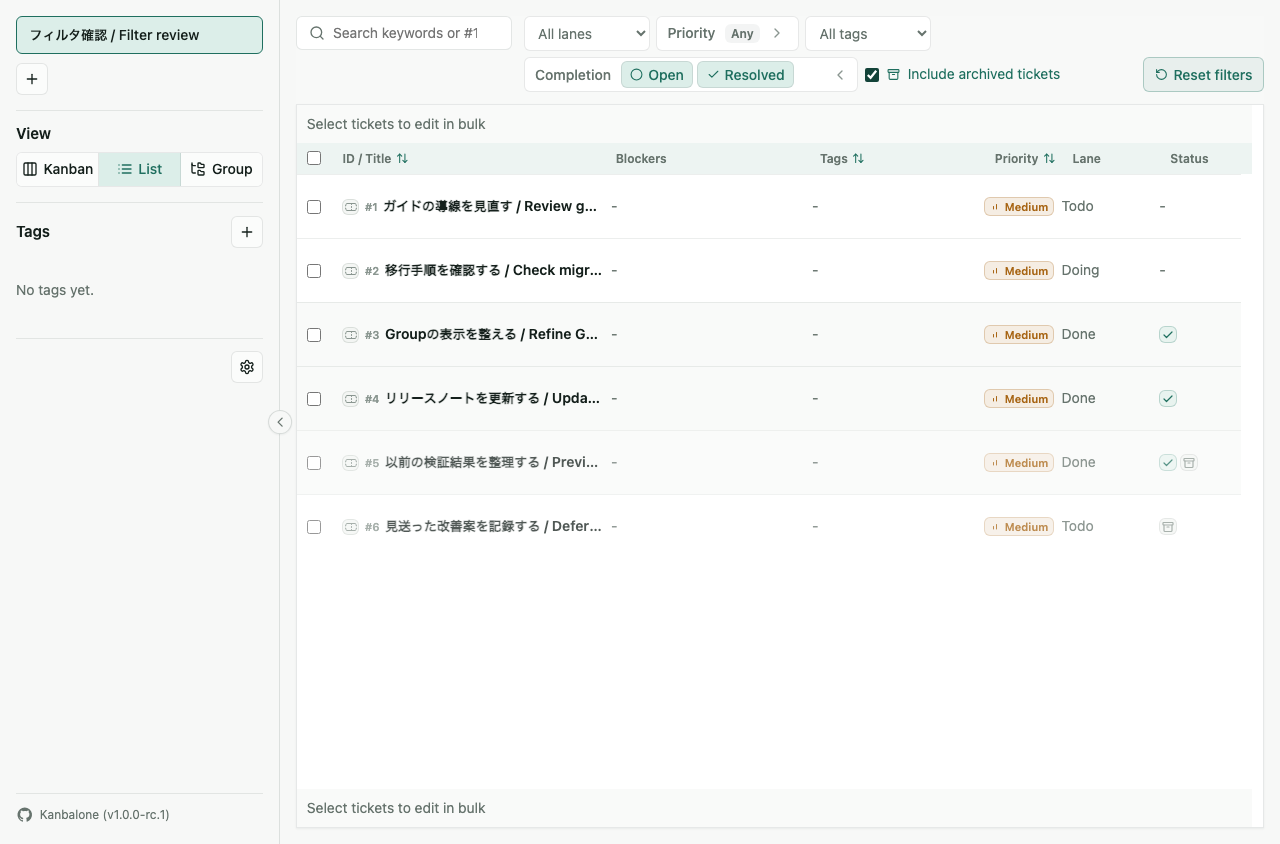 フィルタ確認 / Filter review
Search keywords or #1
All lanes
Priority Any
All tags
Completion Open Resolved
Include archived tickets
Reset filters
View
Kanban List Group
Tags
No tags yet.
Select tickets to edit in bulk
ID / Title Blockers Tags Priority Lane Status
#1 ガイドの導線を見直す / Review g... - - Medium Todo -
#2 移行手順を確認する / Check migr... - - Medium Doing -
#3 Groupの表示を整える / Refine G... - - Medium Done
#4 リリースノートを更新する / Upda... - - Medium Done
#5 以前の検証結果を整理する / Previ... - - Medium Done
#6 見送った改善案を記録する / Defer... - - Medium Todo
Select tickets to edit in bulk
Kanbalone (v1.0.0-rc.1)